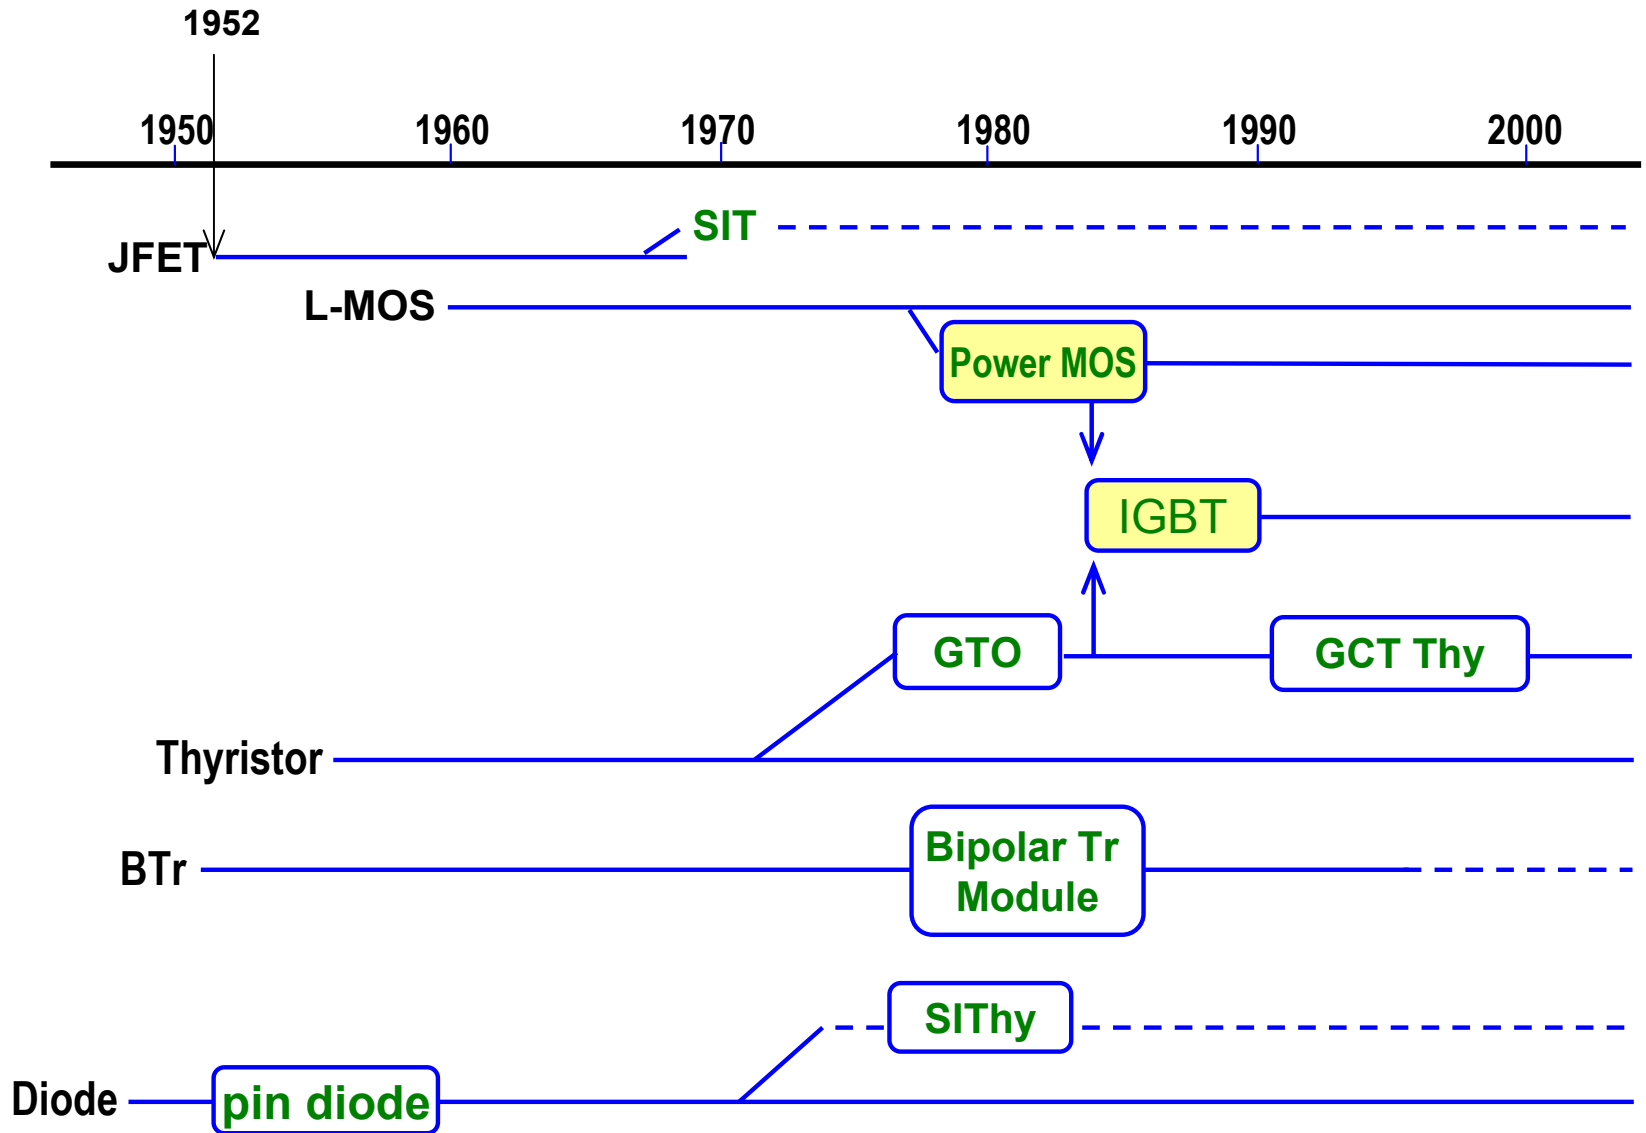 1952
1950 1960 1970 1980 1990 2000
SIT
JFET
L-MOS
Power MOS
IGBT
GTO
GCT Thy
Thyristor
BTr
Bipolar Tr
Module
SIThy
Diode
pin diode